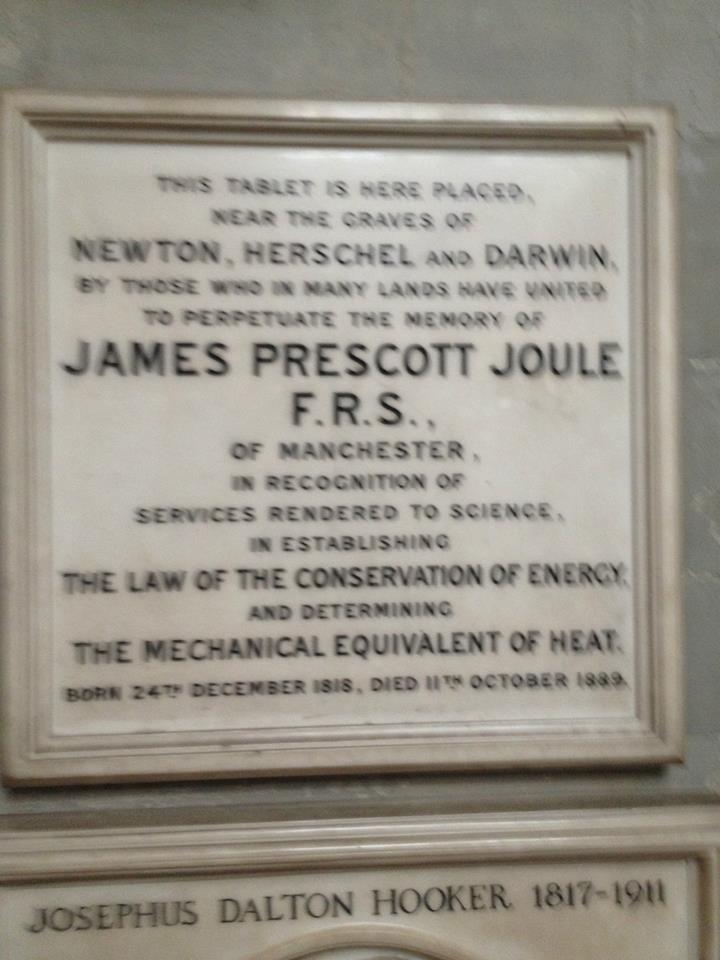 THIS TABLET IS HERE PLACED,
NEAR THE GRAVES OF
NEWTON, HERSCHEL AND DARWIN,
BY THOSE WHO IN MANY LANDS HAVE UNITED
TO PERPETUATE THE MEMORY OF
JAMES PRESCOTT JOULE
F.R.S.,
OF MANCHESTER,
IN RECOGNITION OF
SERVICES RENDERED TO SCIENCE,
IN ESTABLISHING
THE LAW OF THE CONSERVATION OF ENERGY,
AND DETERMINING
THE MECHANICAL EQUIVALENT OF HEAT.
BORN 24TH DECEMBER 1818, DIED 11TH OCTOBER 1889.
JOSEPHUS DALTON HOOKER 1817-1911